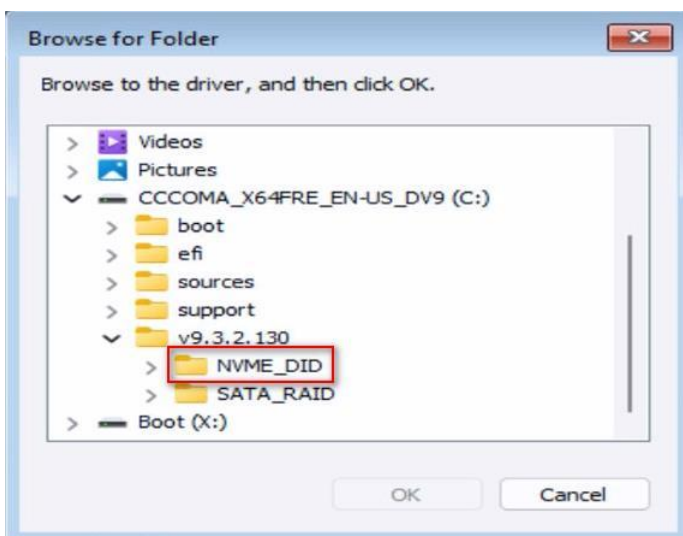 Browse for Folder
Browse to the driver, and then click OK.
Videos
Pictures
CCCOMA_X64FRE_EN-US_DV9 (C:)
boot
efi
sources
support
v9.3.2.130
NVME_DID
SATA_RAID
Boot (X:)
OK Cancel